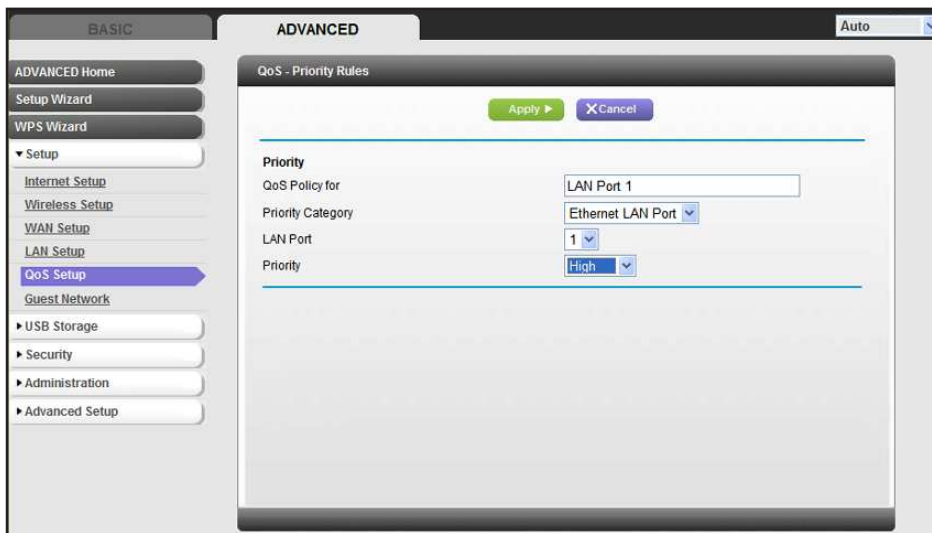 BASIC
ADVANCED
Auto
ADVANCED Home
Setup Wizard
WPS Wizard
Setup
Internet Setup
Wireless Setup
WAN Setup
LAN Setup
QoS Setup
Guest Network
USB Storage
Security
Administration
Advanced Setup
QoS - Priority Rules
Apply
Cancel
Priority
QoS Policy for LAN Port 1
Priority Category Ethernet LAN Port
LAN Port 1
Priority High